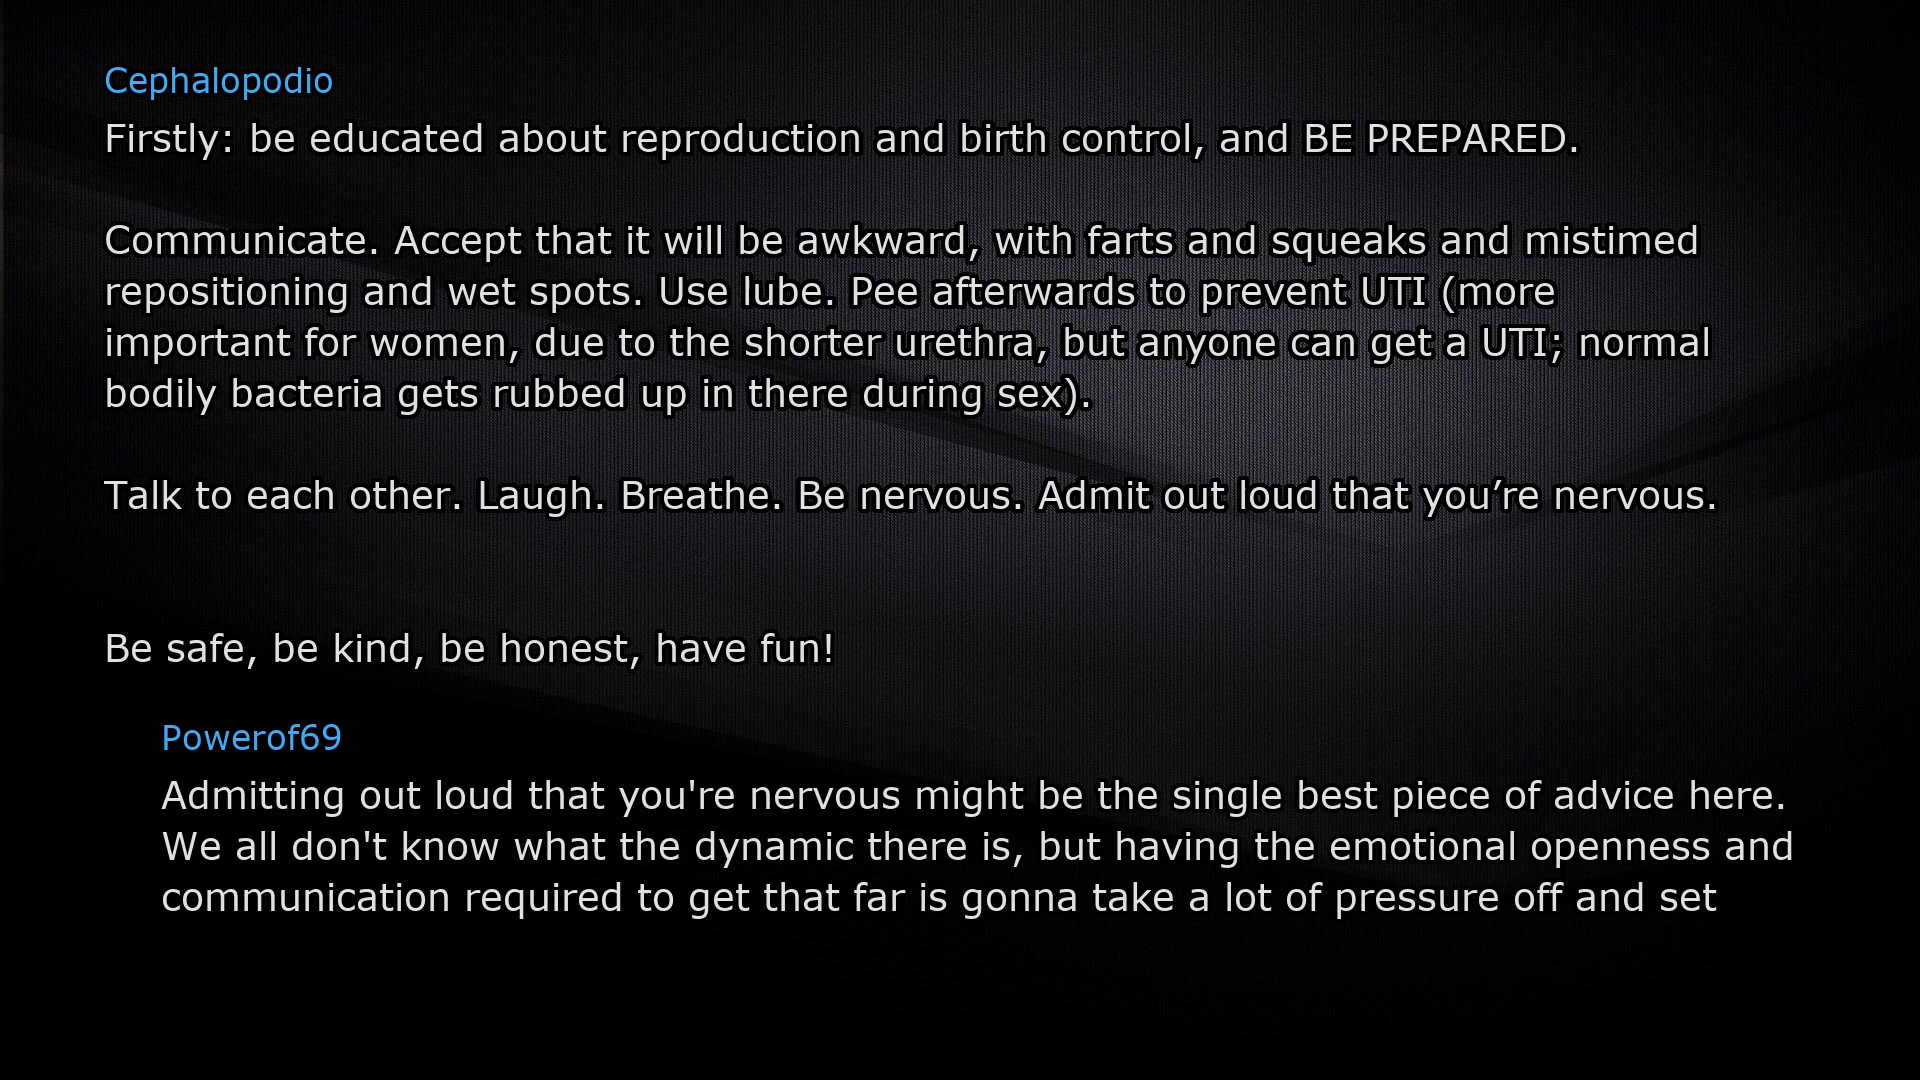 Cephalopodio
Firstly: be educated about reproduction and birth control, and BE PREPARED.
Communicate. Accept that it will be awkward, with farts and squeaks and mistimed
repositioning and wet spots. Use lube. Pee afterwards to prevent UTI (more
important for women, due to the shorter urethra, but anyone can get a UTI; normal
bodily bacteria gets rubbed up in there during sex).
Talk to each other. Laugh. Breathe. Be nervous. Admit out loud that you’re nervous.
Be safe, be kind, be honest, have fun!
Powerof69
Admitting out loud that you're nervous might be the single best piece of advice here.
We all don't know what the dynamic there is, but having the emotional openness and
communication required to get that far is gonna take a lot of pressure off and set